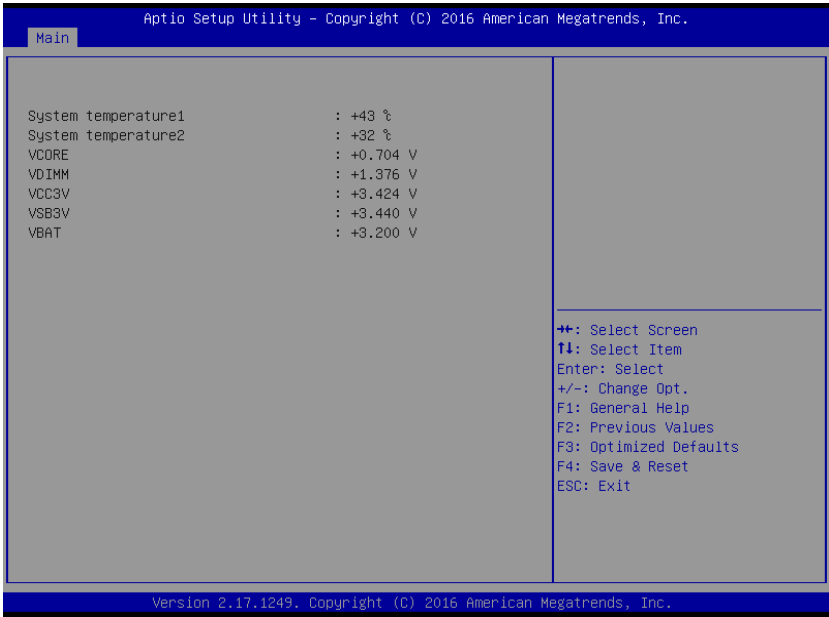 Aptio Setup Utility – Copyright (C) 2016 American Megatrends, Inc.
Main
System temperature1 : +43 ℃
System temperature2 : +32 ℃
VCORE : +0.704 V
VDIMM : +1.376 V
VCC3V : +3.424 V
VSB3V : +3.440 V
VBAT : +3.200 V
→←: Select Screen
↑↓: Select Item
Enter: Select
+/-: Change Opt.
F1: General Help
F2: Previous Values
F3: Optimized Defaults
F4: Save & Reset
ESC: Exit
Version 2.17.1249. Copyright (C) 2016 American Megatrends, Inc.